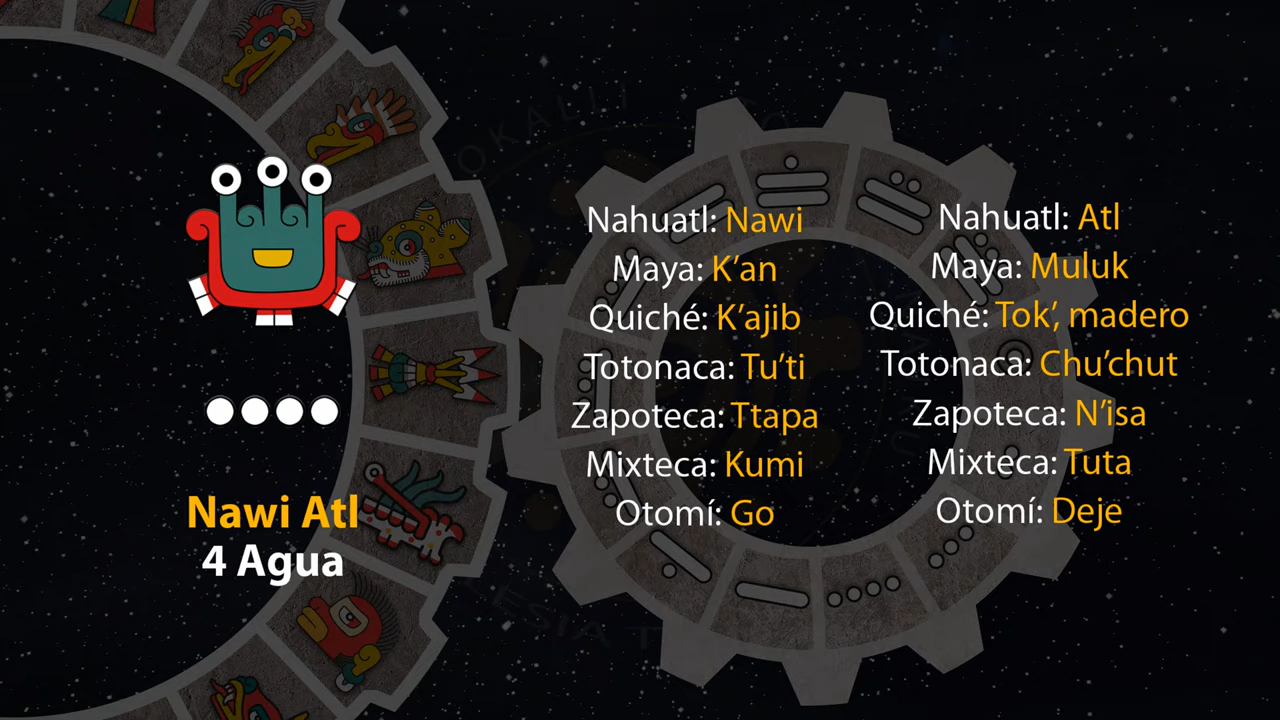 Nawi Atl
4 Agua
Nahuatl: Nawi
Maya: K’an
Quiché: K’ajib
Totonaca: Tu’ti
Zapoteca: Ttapa
Mixteca: Kumi
Otomí: Go
Nahuatl: Atl
Maya: Muluk
Quiché: Tok’, madero
Totonaca: Chu’chut
Zapoteca: N’isa
Mixteca: Tuta
Otomí: Deje